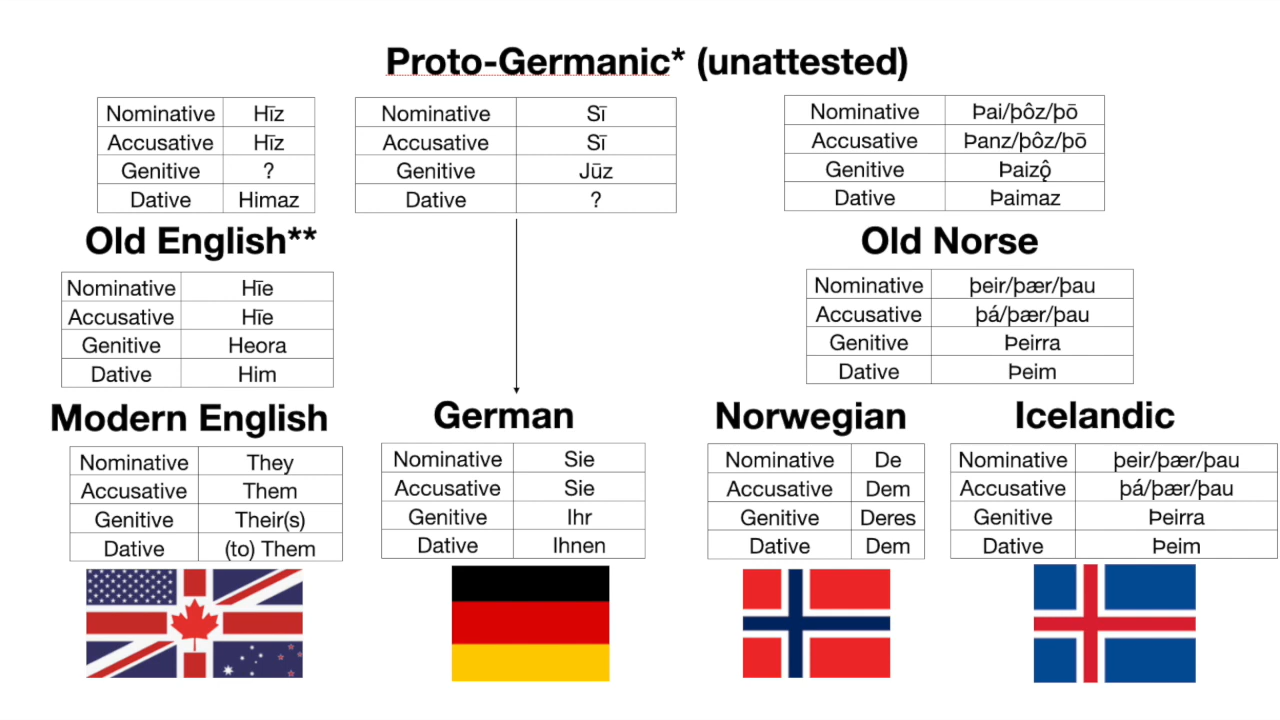 Proto-Germanic* (unattested)
Nominative Hīz
Accusative Hīz
Genitive ?
Dative Himaz
Nominative Sī
Accusative Sī
Genitive Jūz
Dative ?
Nominative Þai/þôz/þō
Accusative Þanz/þôz/þō
Genitive Þaizǫ̂
Dative Þaimaz
Old English**
Nominative Hīe
Accusative Hīe
Genitive Heora
Dative Him
Old Norse
Nominative þeir/þær/þau
Accusative þá/þær/þau
Genitive Þeirra
Dative Þeim
Modern English
Nominative They
Accusative Them
Genitive Their(s)
Dative (to) Them
German
Nominative Sie
Accusative Sie
Genitive Ihr
Dative Ihnen
Norwegian
Nominative De
Accusative Dem
Genitive Deres
Dative Dem
Icelandic
Nominative þeir/þær/þau
Accusative þá/þær/þau
Genitive Þeirra
Dative Þeim